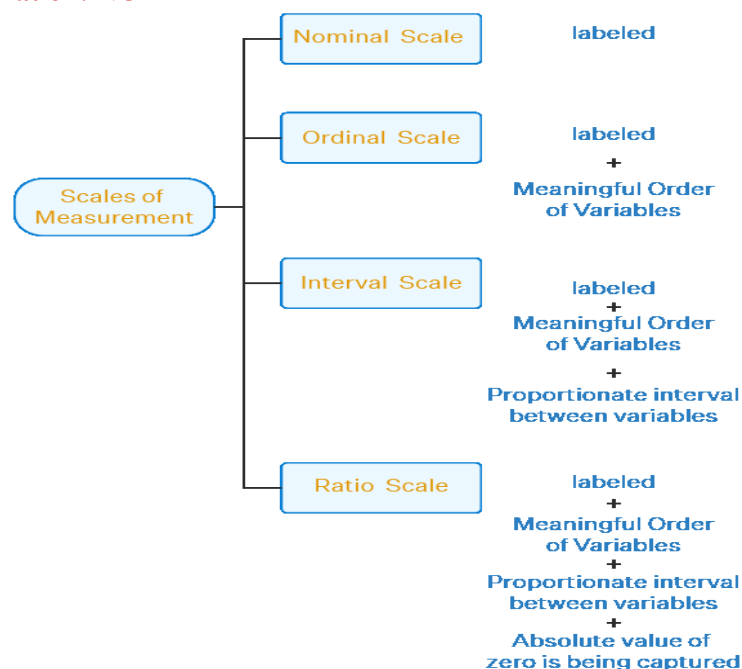 Nominal Scale
labeled
Ordinal Scale
labeled
+
Meaningful Order
of Variables
Scales of
Measurement
Interval Scale
labeled
+
Meaningful Order
of Variables
+
Proportionate interval
between variables
Ratio Scale
labeled
+
Meaningful Order
of Variables
+
Proportionate interval
between variables
+
Absolute value of
zero is being captured